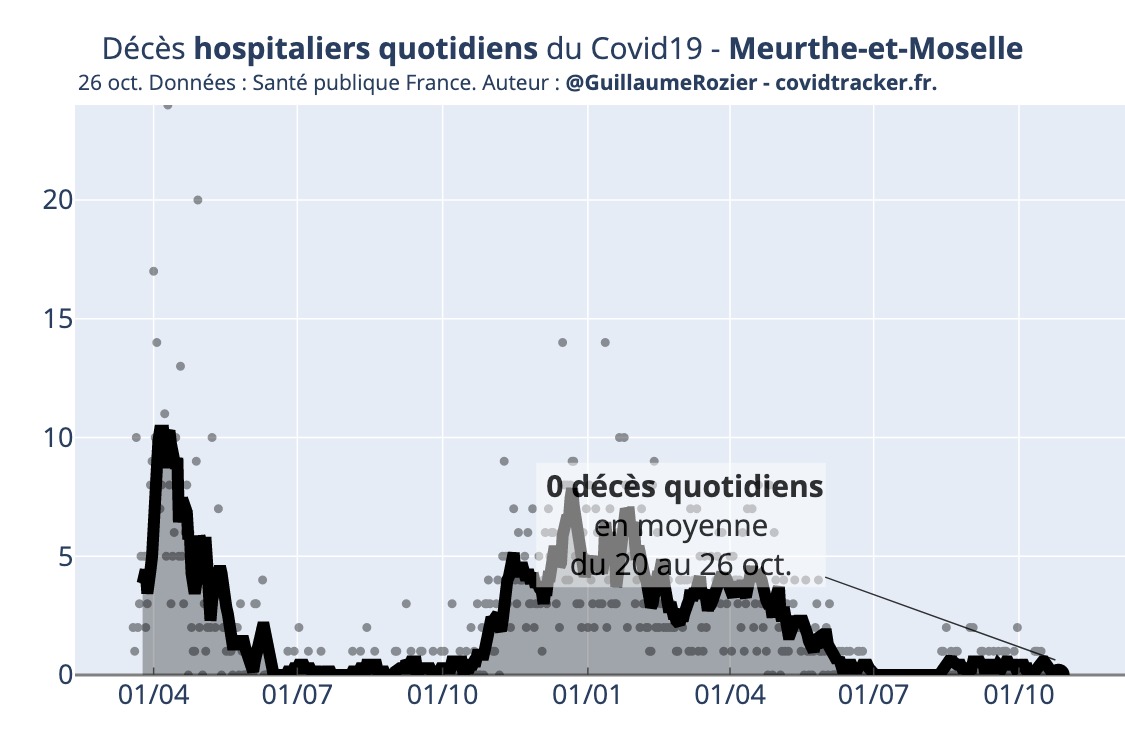 Décès hospitaliers quotidiens du Covid19 - Meurthe-et-Moselle
26 oct. Données : Santé publique France. Auteur : @GuillaumeRozier - covidtracker.fr.
20
15
10
5
0
0 décès quotidiens
en moyenne
du 20 au 26 oct.
01/04 01/07 01/10 01/01 01/04 01/07 01/10